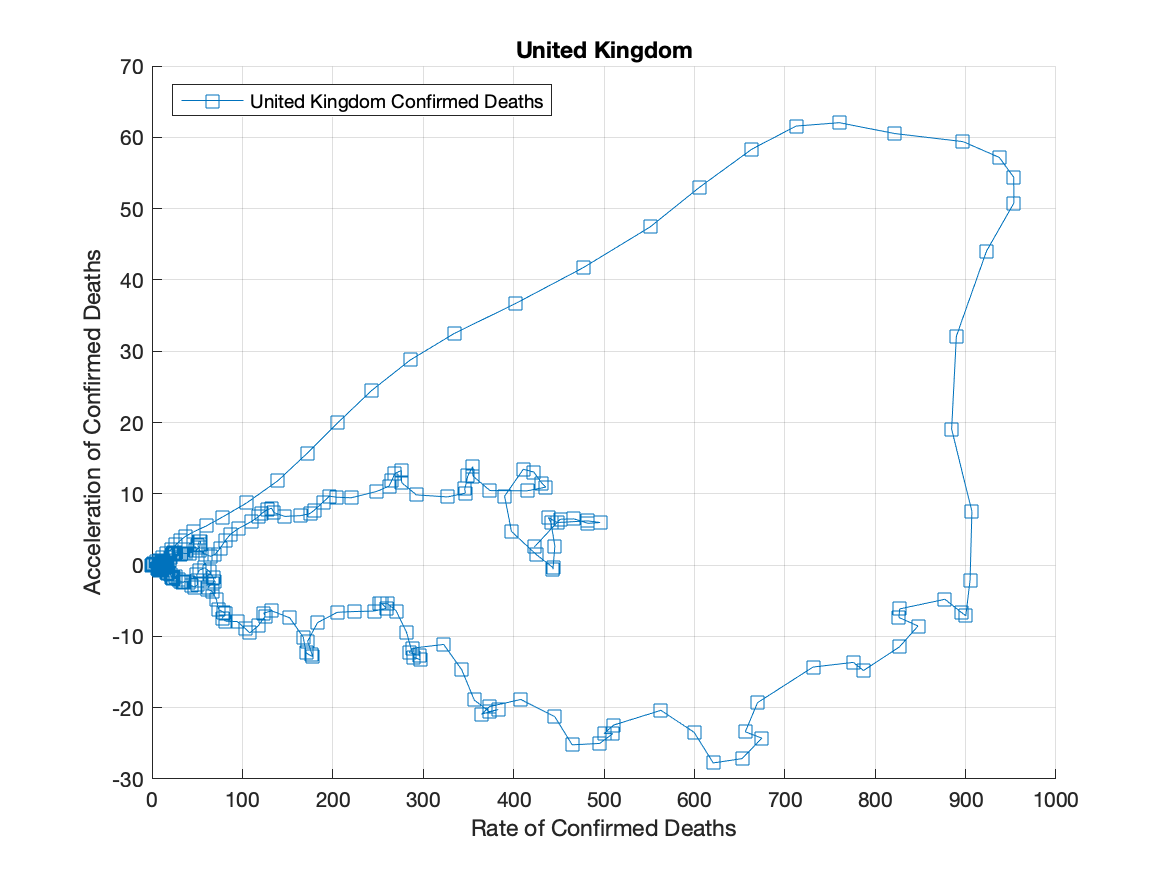 United Kingdom
70
United Kingdom Confirmed Deaths
60
50
40
30
20
10
0
-10
-20
-30
Acceleration of Confirmed Deaths
0 100 200 300 400 500 600 700 800 900 1000
Rate of Confirmed Deaths